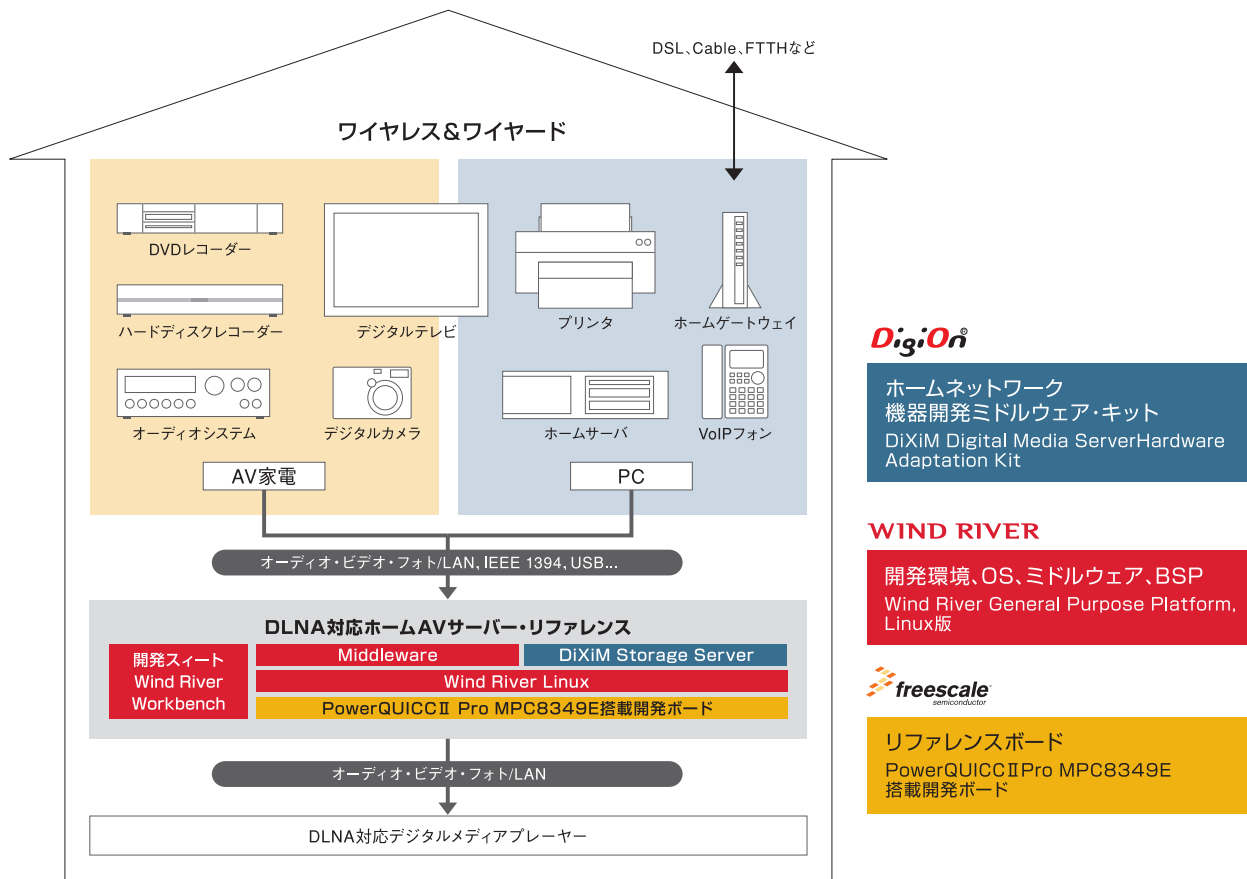 DSL、Cable、FTTHなど
ワイヤレス&ワイヤード
DVDレコーダー
ハードディスクレコーダー
オーディオシステム
デジタルテレビ
デジタルカメラ
AV家電
プリンタ
ホームゲートウェイ
ホームサーバ
VoIPフォン
PC
オーディオ・ビデオ・フォト/LAN, IEEE 1394, USB...
DLNA対応ホームAVサーバー・リファレンス
開発スィート
Wind River
Workbench
Middleware
DiXiM Storage Server
Wind River Linux
PowerQUICCⅡ Pro MPC8349E搭載開発ボード
オーディオ・ビデオ・フォト/LAN
DLNA対応デジタルメディアプレーヤー
DigiOn®
ホームネットワーク
機器開発ミドルウェア・キット
DiXiM Digital Media ServerHardware
Adaptation Kit
WIND RIVER
開発環境、OS、ミドルウェア、BSP
Wind River General Purpose Platform,
Linux版
freescale™
semiconductor
リファレンスボード
PowerQUICCⅡPro MPC8349E
搭載開発ボード